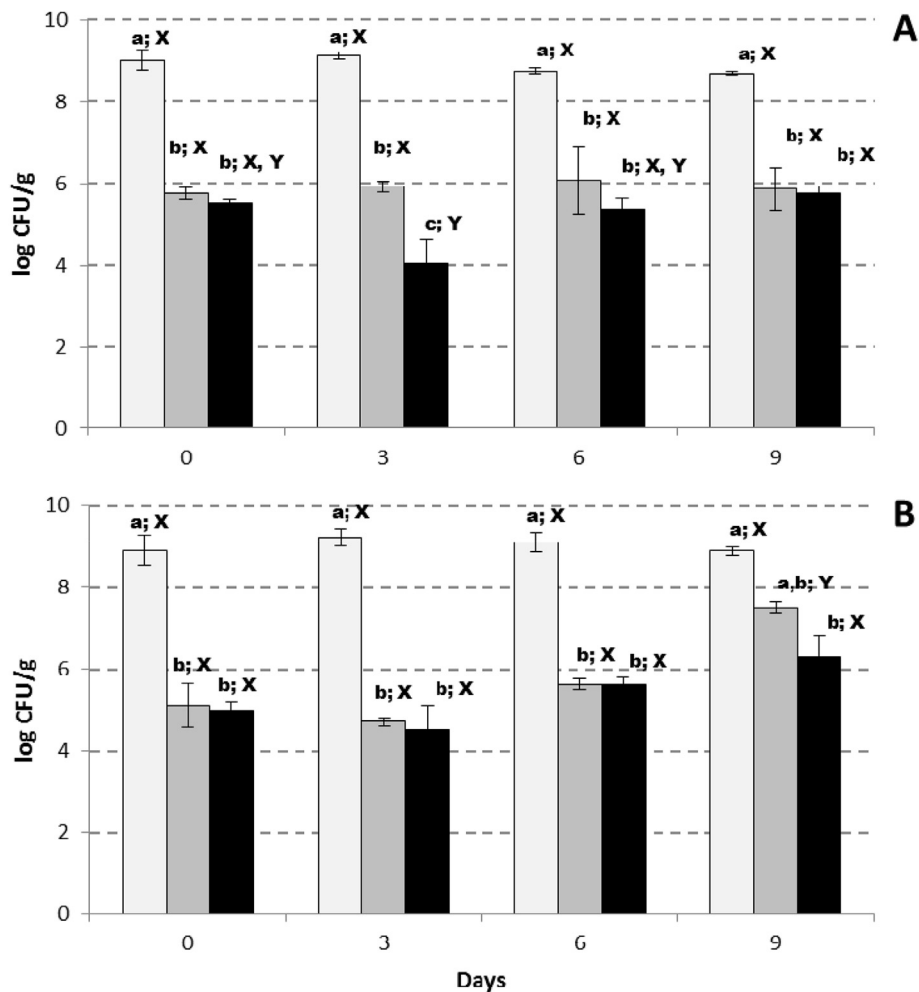 A
10
a; X
a; X
a; X
a; X
8
b; X
b; X
b; X
b; X
b; X, Y
b; X, Y
b; X
6
c; Y
4
2
0
log CFU/g
0 3 6 9
B
10
a; X
a; X
a; X
a; X
8
a,b; Y
b; X
6
b; X
b; X
b; X
b; X
b; X
b; X
4
2
0
log CFU/g
0 3 6 9
Days